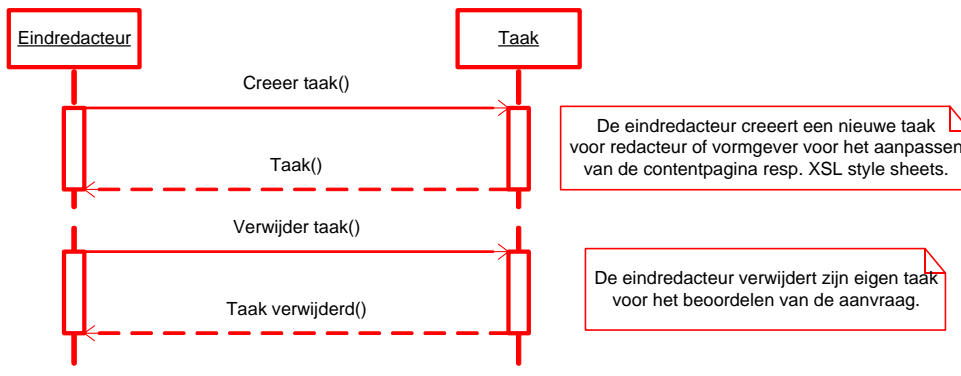 Eindredacteur
Taak
Creeer taak()
De eindredacteur creeert een nieuwe taak
voor redacteur of vormgever voor het aanpassen
van de contentpagina resp. XSL style sheets.
Taak()
Verwijder taak()
De eindredacteur verwijdert zijn eigen taak
voor het beoordelen van de aanvraag.
Taak verwijderd()